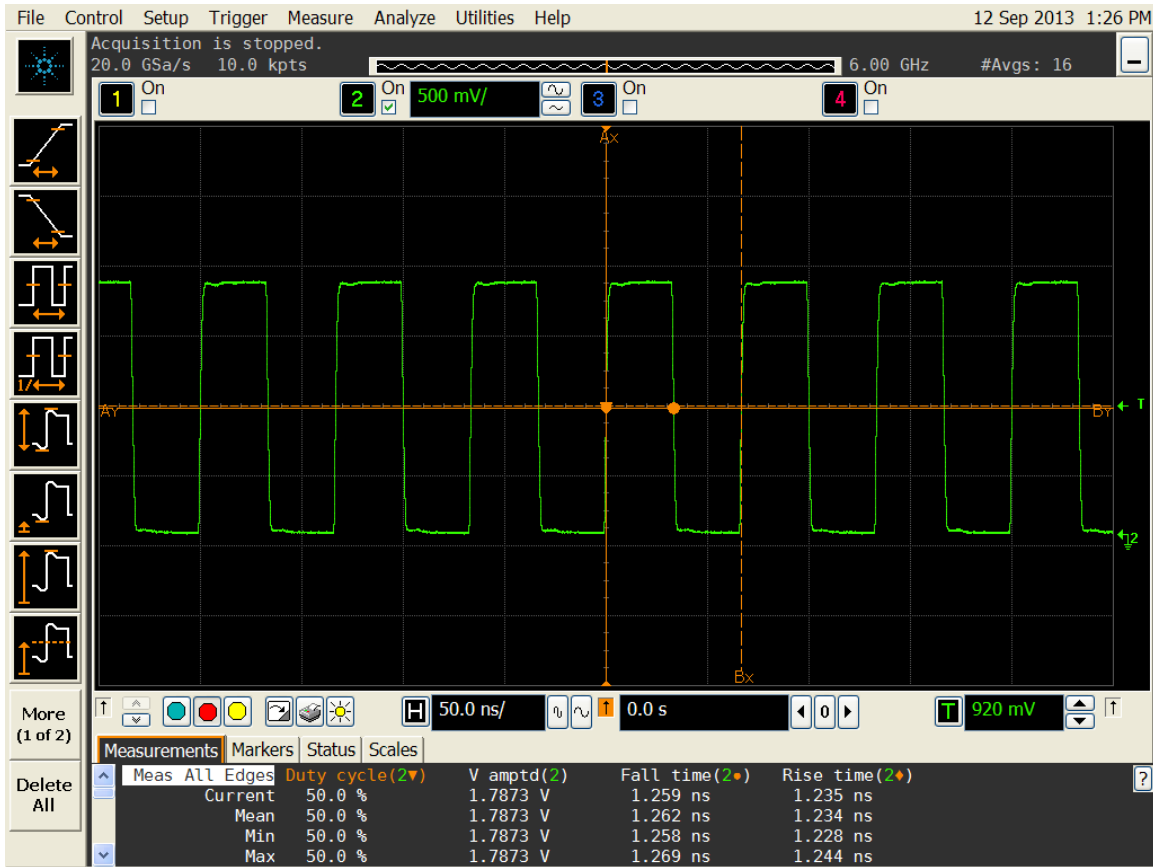 File Control Setup Trigger Measure Analyze Utilities Help 12 Sep 2013 1:26 PM
Acquisition is stopped.
20.0 GSa/s 10.0 kpts 6.00 GHz #Avgs: 16
1 On 2 On 500 mV/ 3 On 4 On
Ax
1/
AY BY T
2
Bx
More
(1 of 2)
H 50.0 ns/ 0.0 s 0 T 920 mV
Measurements Markers Status Scales
Delete
All
Meas All Edges Duty cycle(2▼) V amptd(2) Fall time(2●) Rise time(2♦) ?
Current 50.0 % 1.7873 V 1.259 ns 1.235 ns
Mean 50.0 % 1.7873 V 1.262 ns 1.234 ns
Min 50.0 % 1.7873 V 1.258 ns 1.228 ns
Max 50.0 % 1.7873 V 1.269 ns 1.244 ns